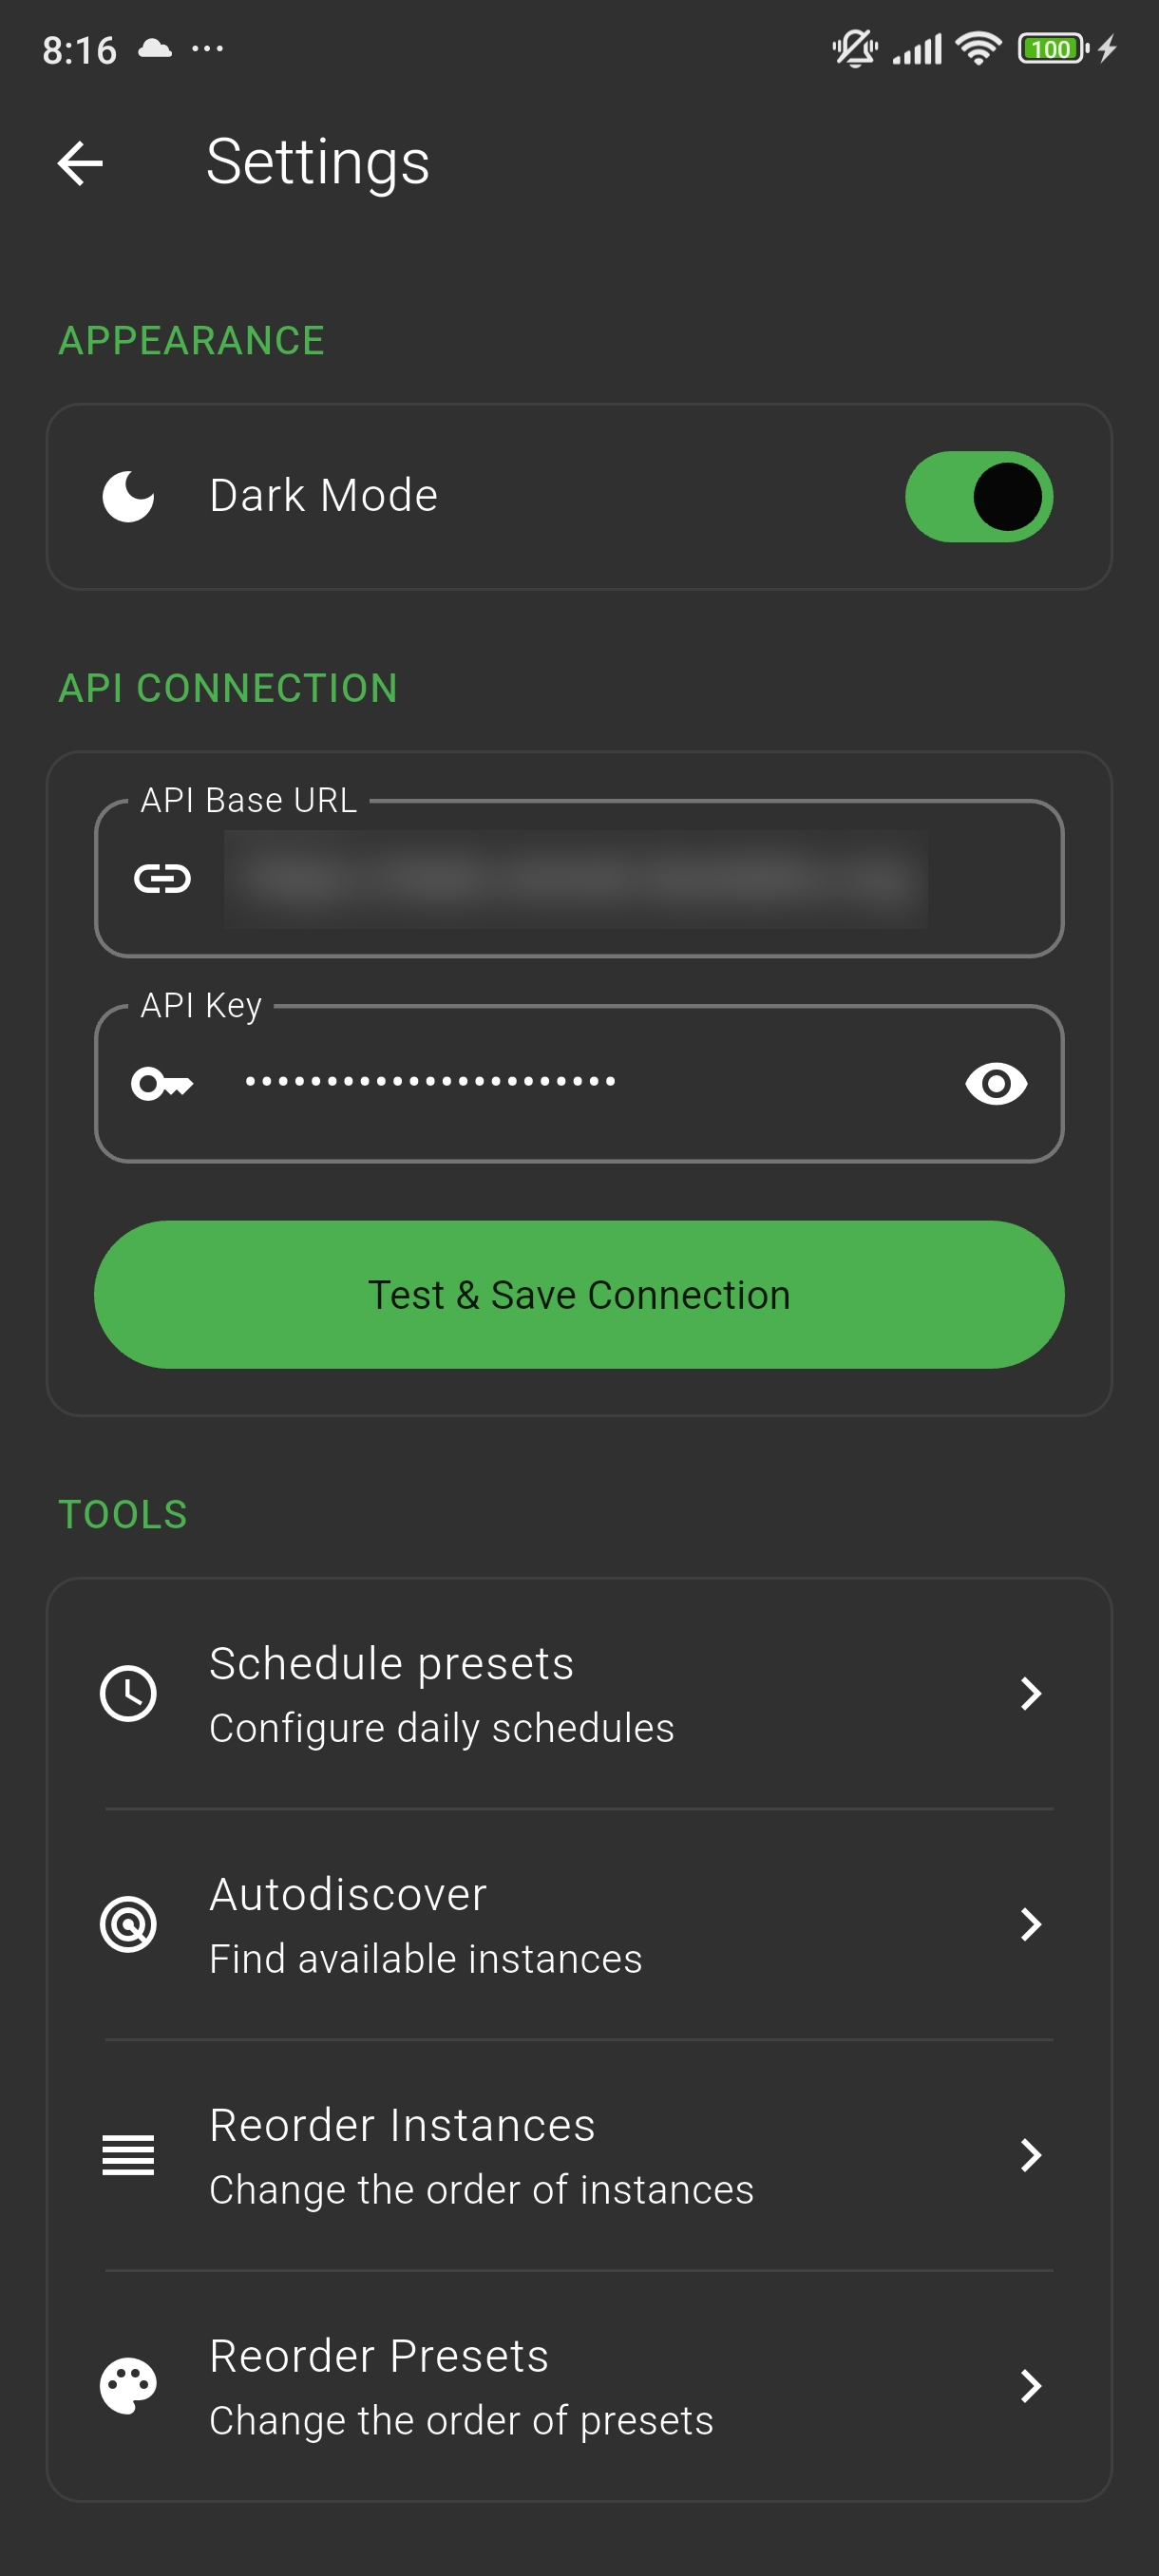 8:16
100
Settings
APPEARANCE
Dark Mode
API CONNECTION
API Base URL
API Key
Test & Save Connection
TOOLS
Schedule presets
Configure daily schedules
Autodiscover
Find available instances
Reorder Instances
Change the order of instances
Reorder Presets
Change the order of presets